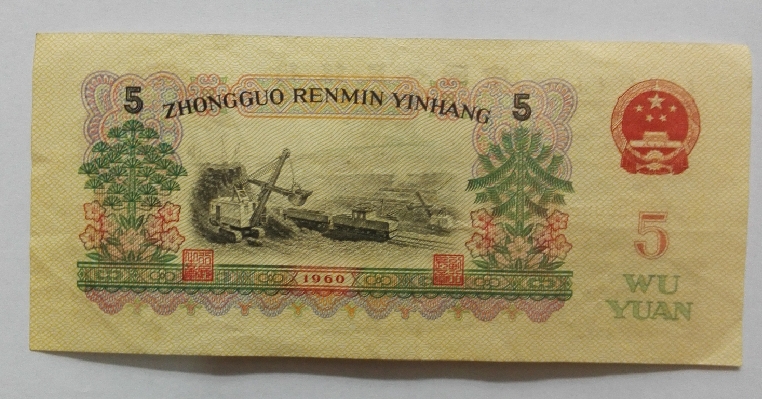 5 ZHONGGUO RENMIN YINHANG 5
1960
5
WU
YUAN